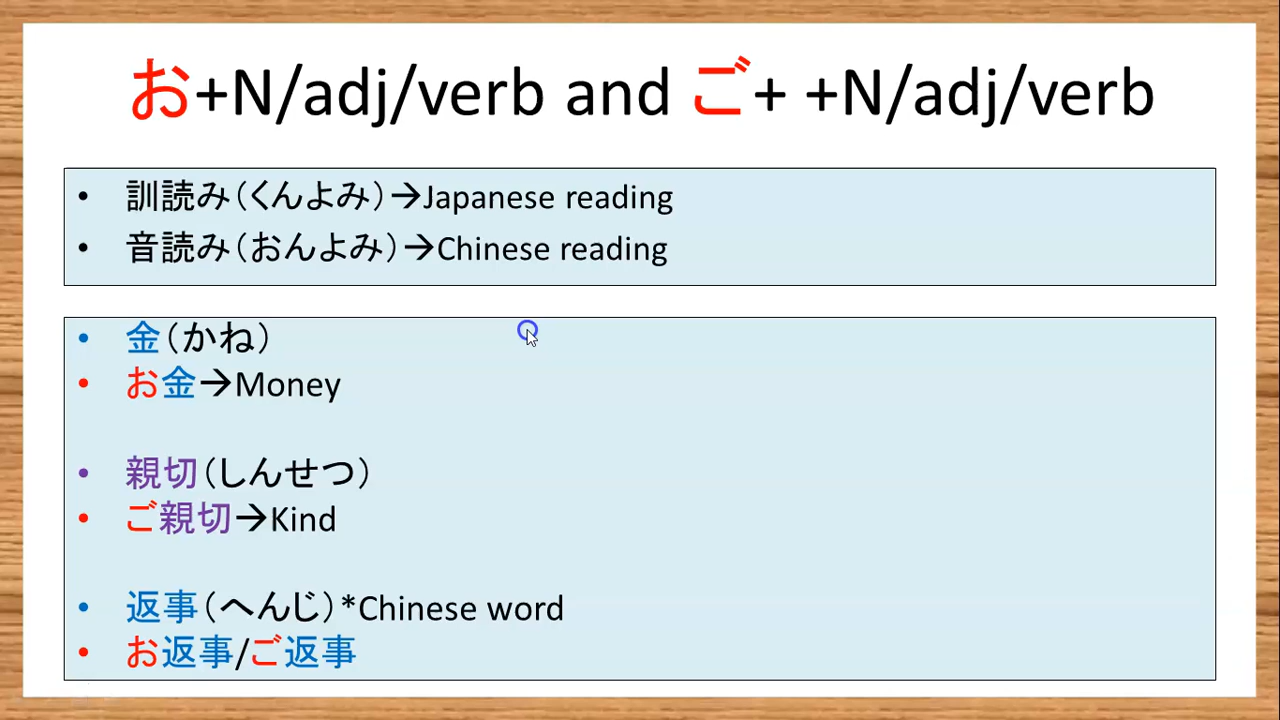 お+N/adj/verb and ご+ +N/adj/verb
• 訓読み（くんよみ）→Japanese reading
• 音読み（おんよみ）→Chinese reading
• 金（かね）
• お金→Money
• 親切（しんせつ）
• ご親切→Kind
• 返事（へんじ）*Chinese word
• お返事/ご返事